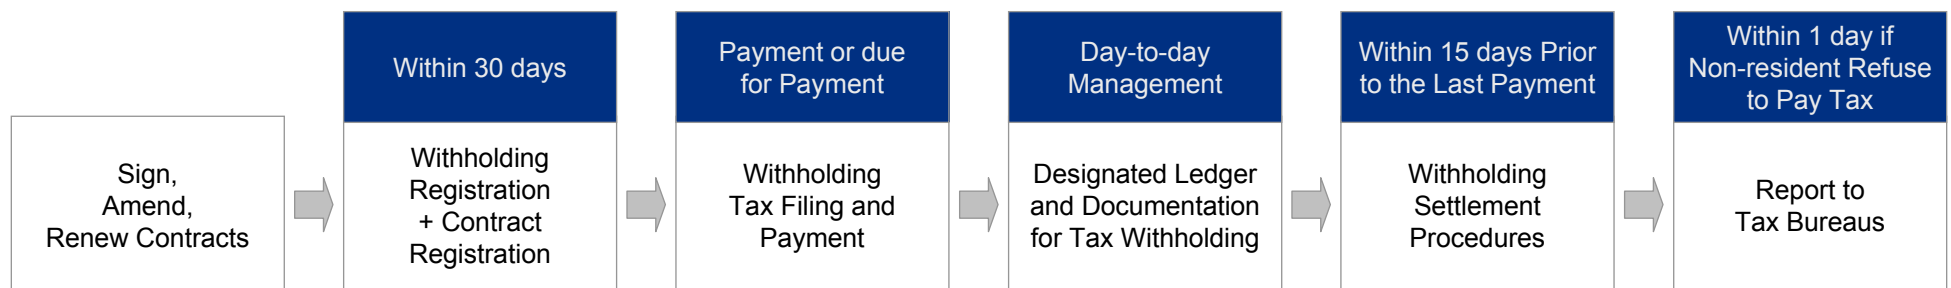 Sign,
Amend,
Renew Contracts
Within 30 days
Withholding
Registration
+ Contract
Registration
Payment or due
for Payment
Withholding
Tax Filing and
Payment
Day-to-day
Management
Designated Ledger
and Documentation
for Tax Withholding
Within 15 days Prior
to the Last Payment
Withholding
Settlement
Procedures
Within 1 day if
Non-resident Refuse
to Pay Tax
Report to
Tax Bureaus